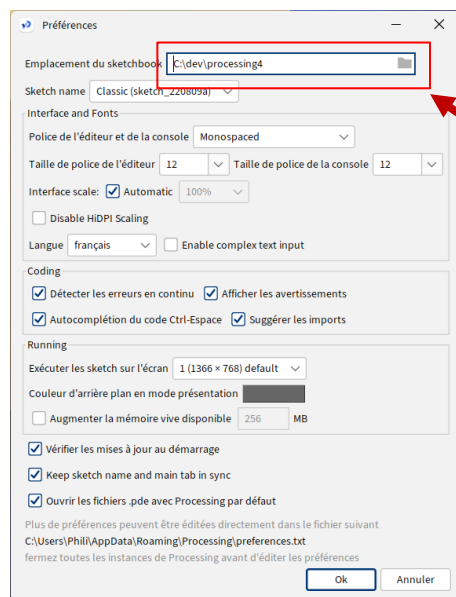 Préférences
Emplacement du sketchbook C:\dev\processing4
Sketch name Classic (sketch_220809a)
Interface and Fonts
Police de l'éditeur et de la console Monospaced
Taille de police de l'éditeur 12 Taille de police de la console 12
Interface scale: Automatic 100%
Disable HiDPI Scaling
Langue français Enable complex text input
Coding
Détecter les erreurs en continu Afficher les avertissements
Autocomplétion du code Ctrl-Espace Suggérer les imports
Running
Exécuter les sketch sur l'écran 1 (1366 × 768) default
Couleur d'arrière plan en mode présentation
Augmenter la mémoire vive disponible 256 MB
Vérifier les mises à jour au démarrage
Keep sketch name and main tab in sync
Ouvrir les fichiers .pde avec Processing par défaut
Plus de préférences peuvent être éditées directement dans le fichier suivant
C:\Users\Phili\AppData\Roaming\Processing\preferences.txt
fermez toutes les instances de Processing avant d'éditer les préférences
Ok Annuler